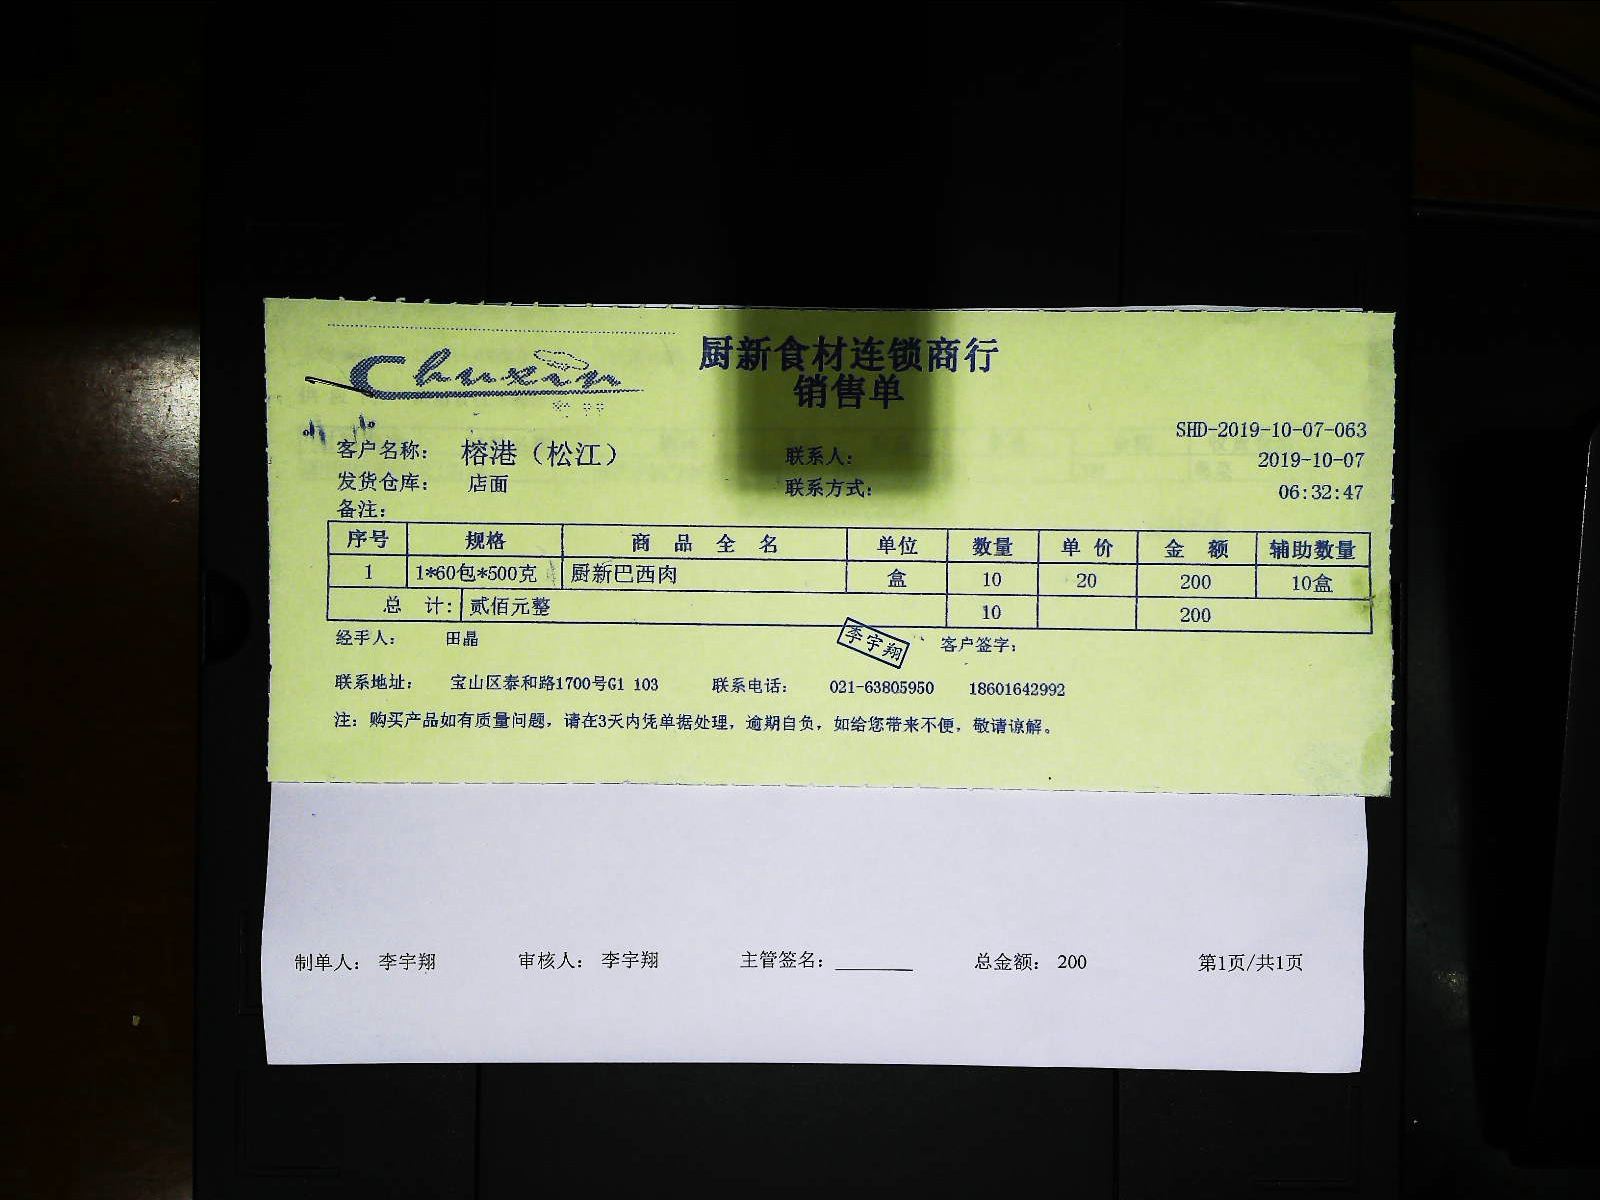 Chuxin
厨新食材连锁商行
销售单
SHD-2019-10-07-063
客户名称: 榕港（松江） 联系人: 2019-10-07
发货仓库: 店面 联系方式: 06:32:47
备注:
序号 规格 商品全名 单位 数量 单价 金额 辅助数量
1 1*60包*500克 厨新巴西肉 盒 10 20 200 10盒
总计: 贰佰元整 10 200
经手人: 田晶 李宇翔 客户签字:
联系地址: 宝山区泰和路1700号G1 103 联系电话: 021-63805950 18601642992
注: 购买产品如有质量问题, 请在3天内凭单据处理, 逾期自负, 如给您带来不便, 敬请谅解。
制单人: 李宇翔 审核人: 李宇翔 主管签名: 总金额: 200 第1页/共1页